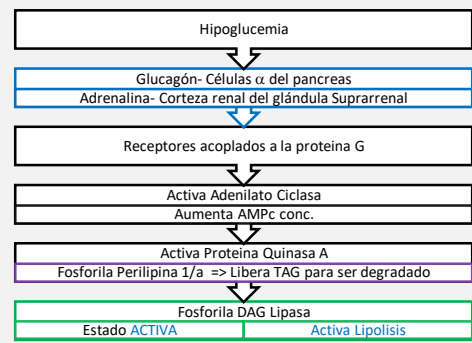 Hipoglucemia
Glucagón- Células α del pancreas
Adrenalina- Corteza renal del glándula Suprarrenal
Receptores acoplados a la proteina G
Activa Adenilato Ciclasa
Aumenta AMPc conc.
Activa Proteina Quinasa A
Fosforila Perilipina 1/a => Libera TAG para ser degradado
Fosforila DAG Lipasa
Estado ACTIVA
Activa Lipolisis